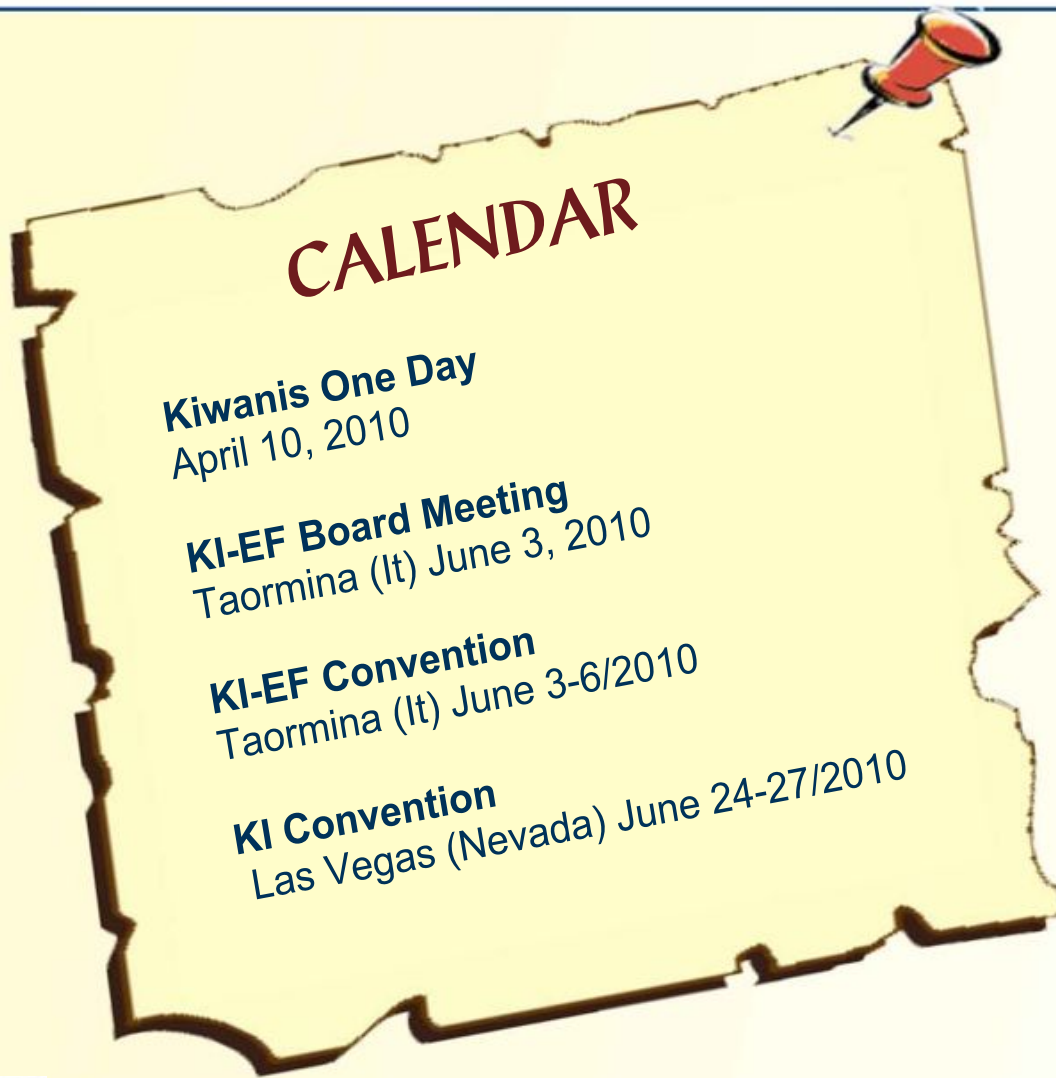 CALENDAR
Kiwanis One Day
April 10, 2010
KI-EF Board Meeting
Taormina (It) June 3, 2010
KI-EF Convention
Taormina (It) June 3-6/2010
KI Convention
Las Vegas (Nevada) June 24-27/2010